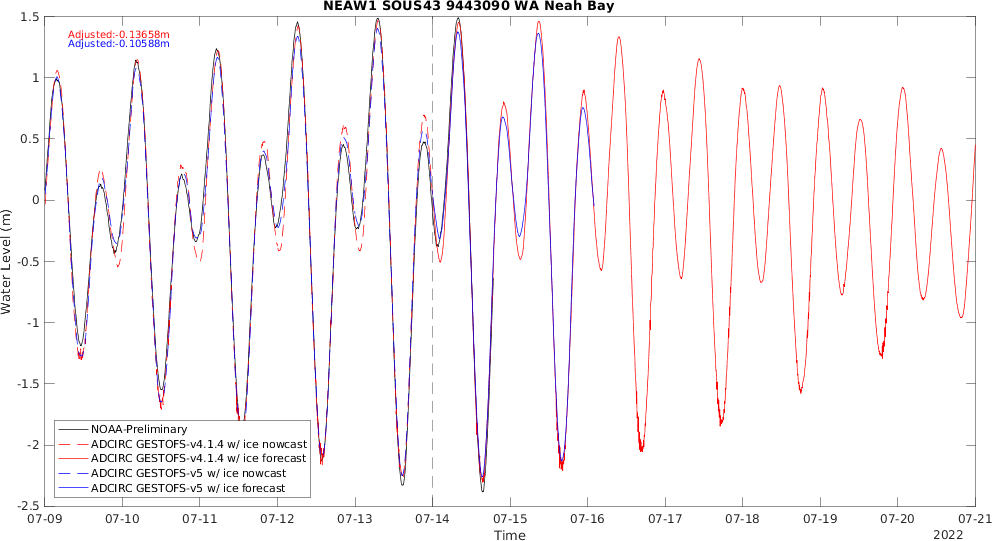 NEAW1 SOUS43 9443090 WA Neah Bay
Adjusted:-0.13658m
Adjusted:-0.10588m
1.5
1
0.5
0
-0.5
-1
-1.5
-2
-2.5
Water Level (m)
NOAA-Preliminary
ADCIRC GESTOFS-v4.1.4 w/ ice nowcast
ADCIRC GESTOFS-v4.1.4 w/ ice forecast
ADCIRC GESTOFS-v5 w/ ice nowcast
ADCIRC GESTOFS-v5 w/ ice forecast
07-09 07-10 07-11 07-12 07-13 07-14 07-15 07-16 07-17 07-18 07-19 07-20 07-21
Time
2022